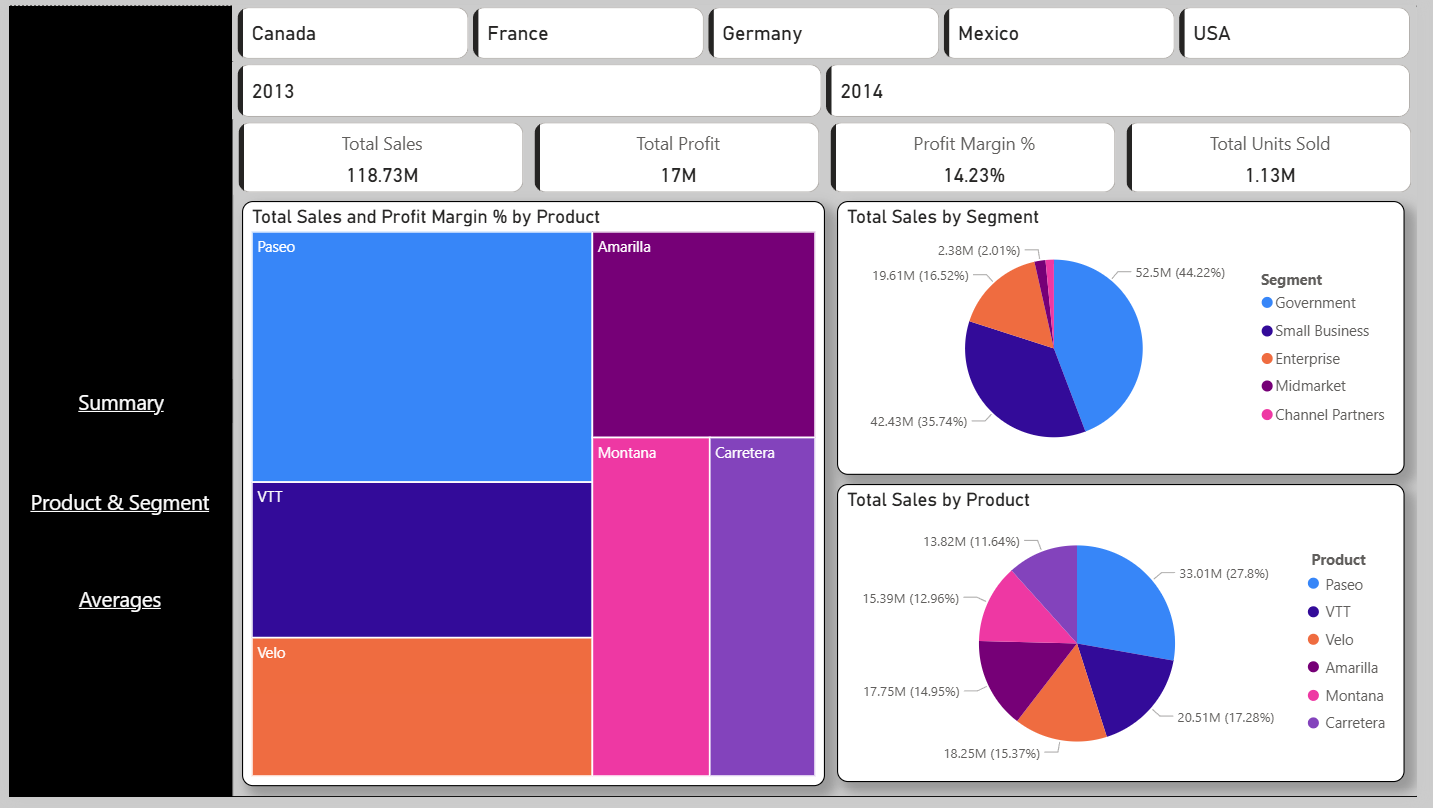 Canada
France
Germany
Mexico
USA
2013
2014
Total Sales
118.73M
Total Profit
17M
Profit Margin %
14.23%
Total Units Sold
1.13M
Summary
Product & Segment
Averages
Total Sales and Profit Margin % by Product
Paseo
Amarilla
VTT
Montana
Carretera
Velo
Total Sales by Segment
2.38M (2.01%)
19.61M (16.52%)
52.5M (44.22%)
42.43M (35.74%)
Segment
Government
Small Business
Enterprise
Midmarket
Channel Partners
Total Sales by Product
13.82M (11.64%)
33.01M (27.8%)
15.39M (12.96%)
17.75M (14.95%)
20.51M (17.28%)
18.25M (15.37%)
Product
Paseo
VTT
Velo
Amarilla
Montana
Carretera